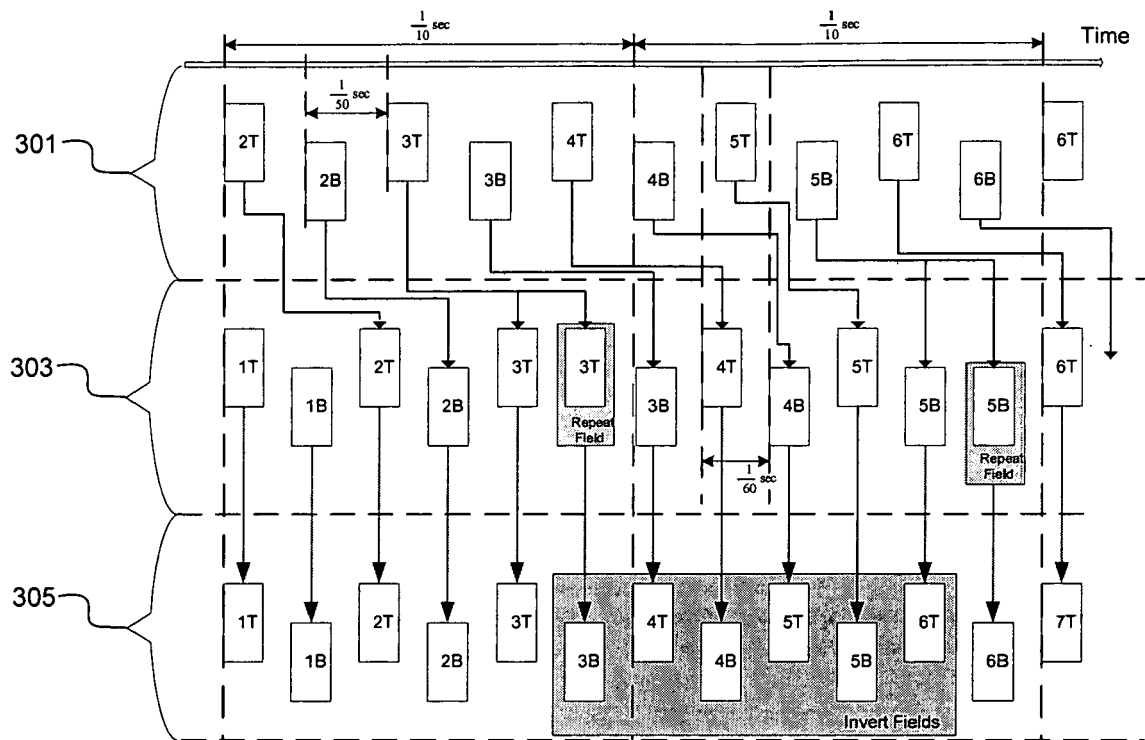 1/10 sec 1/10 sec Time
1/50 sec
301
2T 3T 4T 5T 6T 6T
2B 3B 4B 5B 6B
303
1T 2T 3T 3T 4T 5T 6T
1B 2B 3B 4B 5B 5B
Repeat
Field
Repeat
Field
1/60 sec
305
1T 2T 3T 4T 5T 6T 7T
1B 2B 3B 4B 5B 6B
Invert Fields